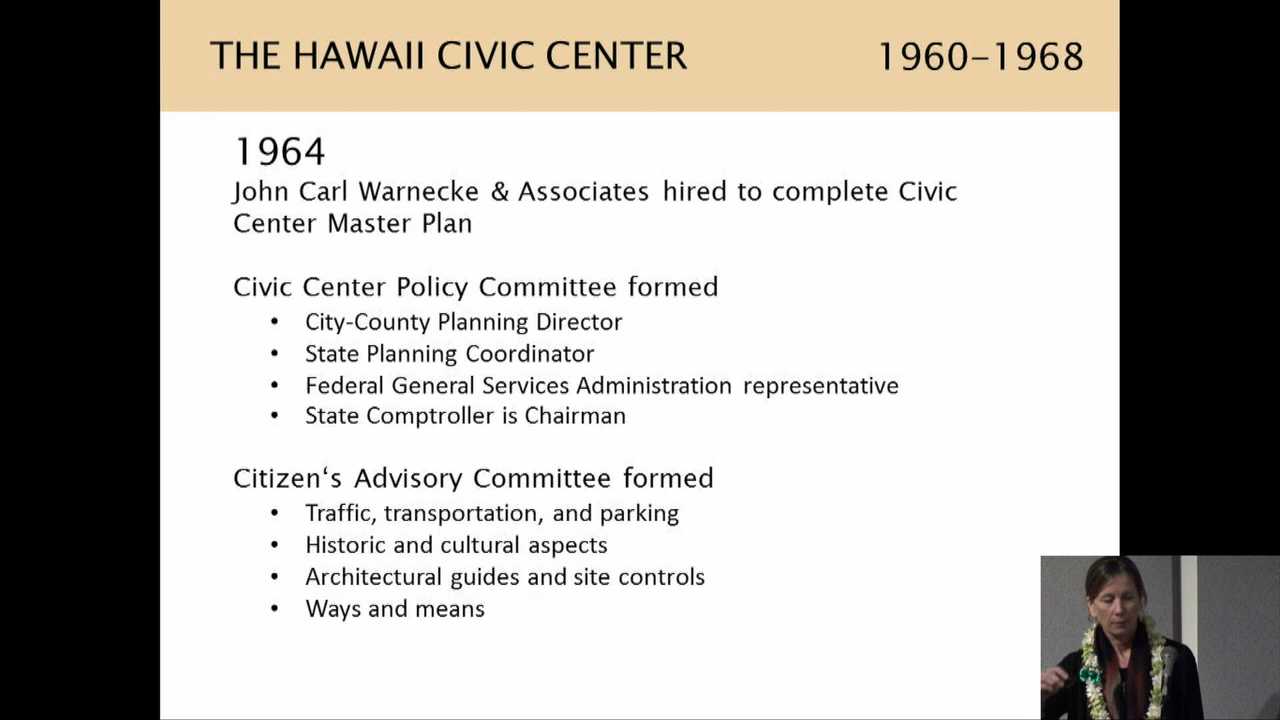 THE HAWAII CIVIC CENTER 1960–1968
1964
John Carl Warnecke & Associates hired to complete Civic
Center Master Plan
Civic Center Policy Committee formed
• City-County Planning Director
• State Planning Coordinator
• Federal General Services Administration representative
• State Comptroller is Chairman
Citizen‘s Advisory Committee formed
• Traffic, transportation, and parking
• Historic and cultural aspects
• Architectural guides and site controls
• Ways and means